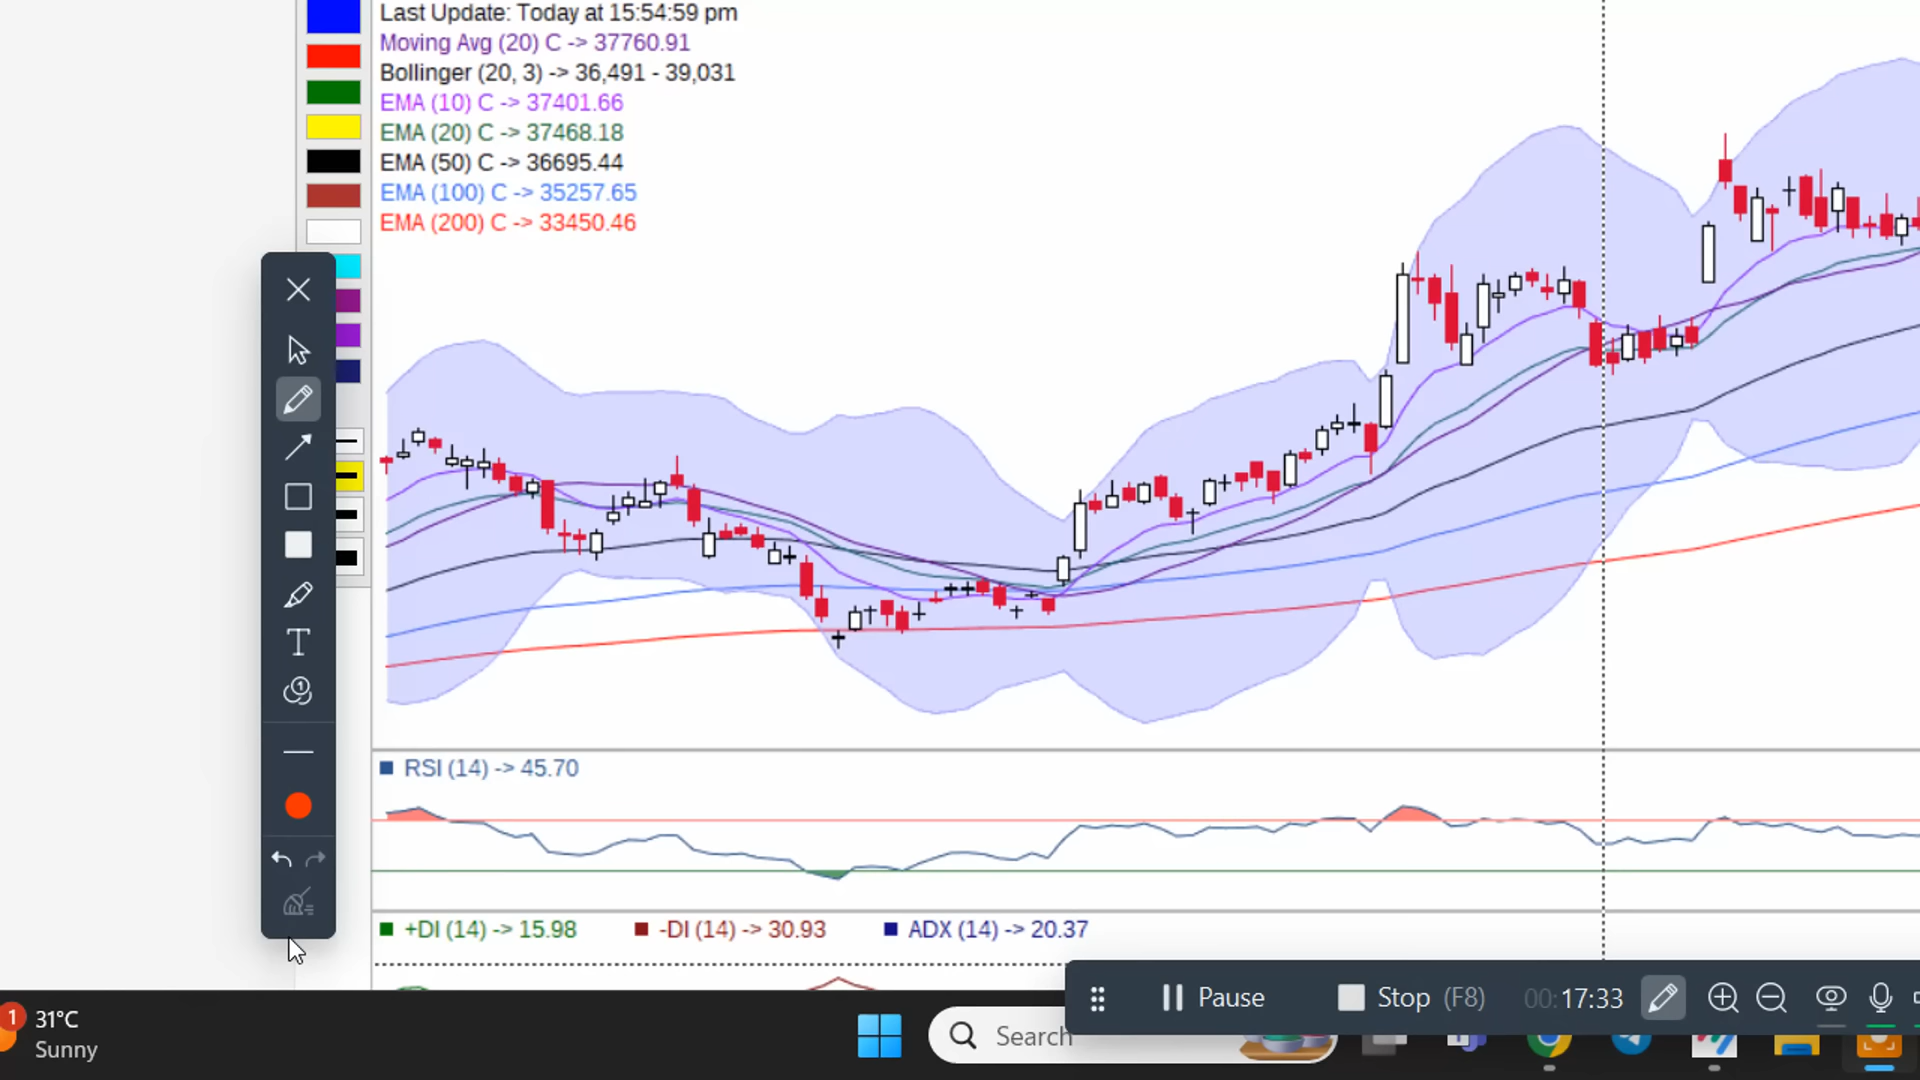 Last Update: Today at 15:54:59 pm
Moving Avg (20) C -> 37760.91
Bollinger (20, 3) -> 36,491 - 39,031
EMA (10) C -> 37401.66
EMA (20) C -> 37468.18
EMA (50) C -> 36695.44
EMA (100) C -> 35257.65
EMA (200) C -> 33450.46
T
1
RSI (14) -> 45.70
+DI (14) -> 15.98 -DI (14) -> 30.93 ADX (14) -> 20.37
Pause Stop (F8) 00:17:33
1 31°C
Sunny
Search